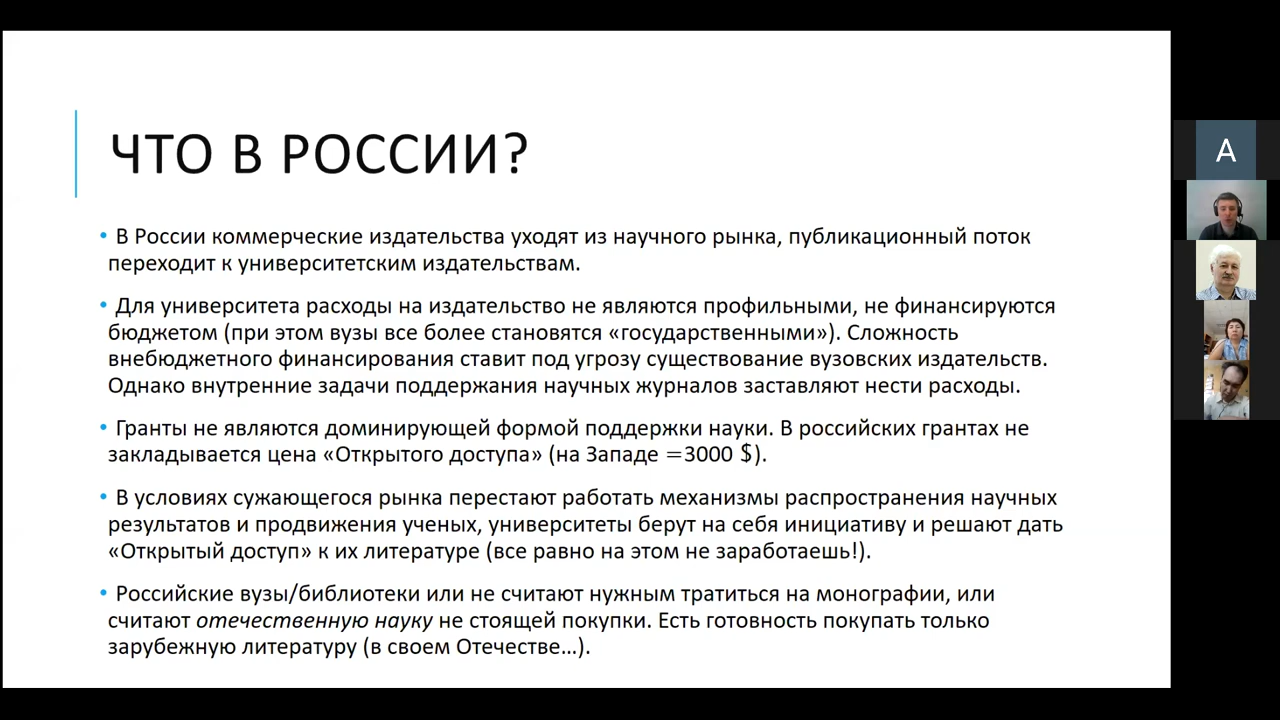 ЧТО В РОССИИ?
• В России коммерческие издательства уходят из научного рынка, публикационный поток
переходит к университетским издательствам.
• Для университета расходы на издательство не являются профильными, не финансируются
бюджетом (при этом вузы все более становятся «государственными»). Сложность
внебюджетного финансирования ставит под угрозу существование вузовских издательств.
Однако внутренние задачи поддержания научных журналов заставляют нести расходы.
• Гранты не являются доминирующей формой поддержки науки. В российских грантах не
закладывается цена «Открытого доступа» (на Западе =3000 $).
• В условиях сужающегося рынка перестают работать механизмы распространения научных
результатов и продвижения ученых, университеты берут на себя инициативу и решают дать
«Открытый доступ» к их литературе (все равно на этом не заработаешь!).
• Российские вузы/библиотеки или не считают нужным тратиться на монографии, или
считают отечественную науку не стоящей покупки. Есть готовность покупать только
зарубежную литературу (в своем Отечестве…).
A